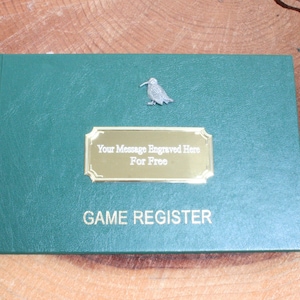 Your Message Engraved Here
For Free
GAME REGISTER